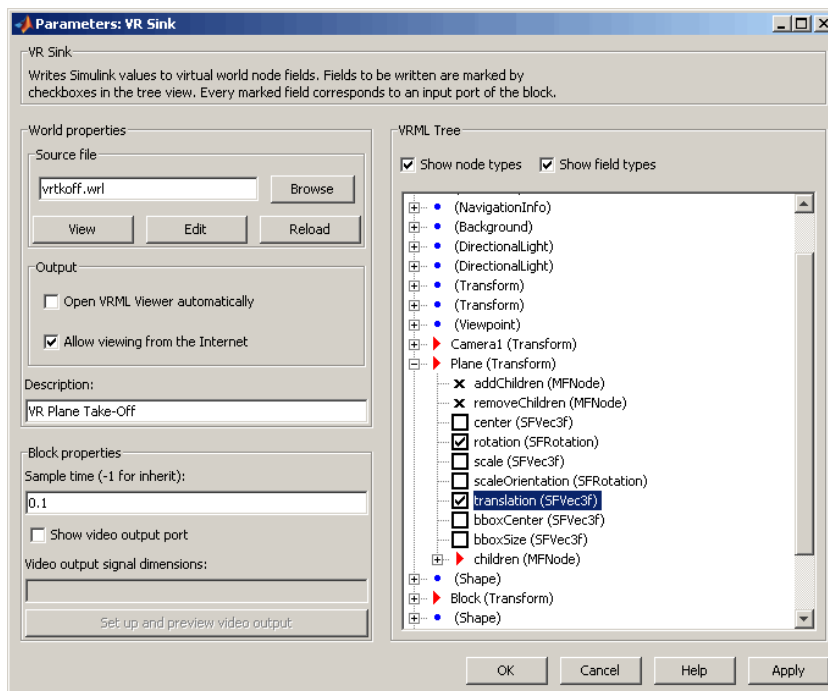 Parameters: VR Sink
VR Sink
Writes Simulink values to virtual world node fields. Fields to be written are marked by
checkboxes in the tree view. Every marked field corresponds to an input port of the block.
World properties
Source file
vrtkoff.wrl
Browse
View
Edit
Reload
Output
Open VRML Viewer automatically
Allow viewing from the Internet
Description:
VR Plane Take-Off
Block properties
Sample time (-1 for inherit):
0.1
Show video output port
Video output signal dimensions:
Set up and preview video output
VRML Tree
Show node types
Show field types
(NavigationInfo)
(Background)
(DirectionalLight)
(DirectionalLight)
(Transform)
(Transform)
(Viewpoint)
Camera1 (Transform)
Plane (Transform)
addChildren (MFNode)
removeChildren (MFNode)
center (SFVec3f)
rotation (SFRotation)
scale (SFVec3f)
scaleOrientation (SFRotation)
translation (SFVec3f)
bboxCenter (SFVec3f)
bboxSize (SFVec3f)
children (MFNode)
(Shape)
Block (Transform)
(Shape)
OK
Cancel
Help
Apply